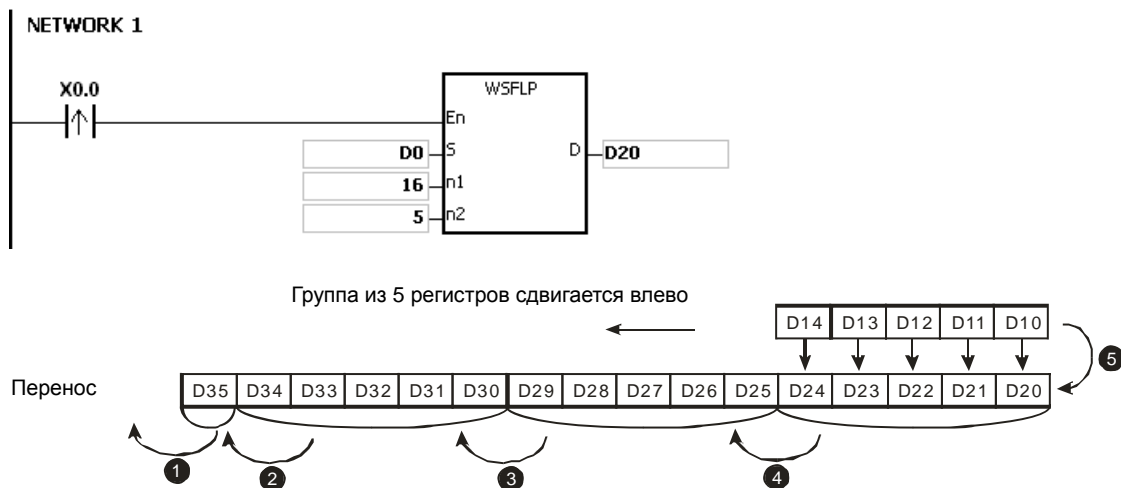 NETWORK 1
X0.0
WSFLP
En
D0 S D D20
16 n1
5 n2
Группа из 5 регистров сдвигается влево
D14 D13 D12 D11 D10
5
Перенос D35 D34 D33 D32 D31 D30 D29 D28 D27 D26 D25 D24 D23 D22 D21 D20
1 2 3 4